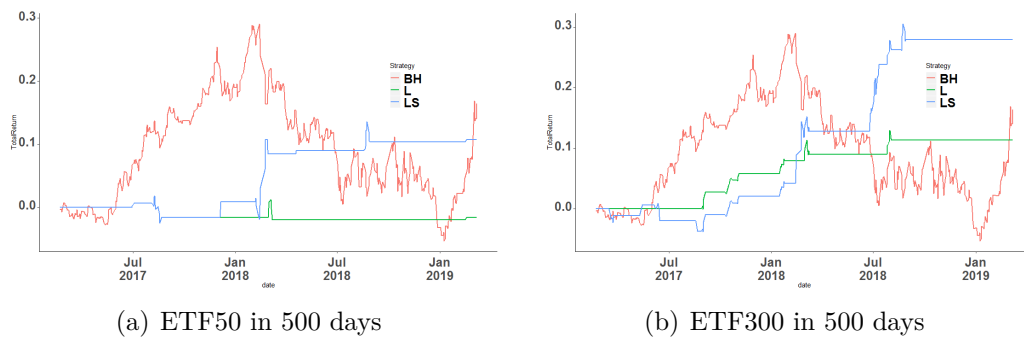 0.3
0.2
0.1
0.0
TotalReturn
Strategy
BH
L
LS
Jul
2017
Jan
2018
Jul
2018
Jan
2019
date
(a) ETF50 in 500 days
0.3
0.2
0.1
0.0
TotalReturn
Strategy
BH
L
LS
Jul
2017
Jan
2018
Jul
2018
Jan
2019
date
(b) ETF300 in 500 days